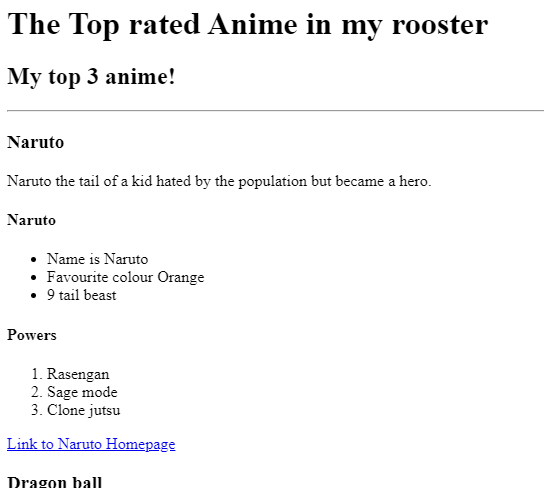 The Top rated Anime in my rooster
My top 3 anime!
Naruto
Naruto the tail of a kid hated by the population but became a hero.
Naruto
• Name is Naruto
• Favourite colour Orange
• 9 tail beast
Powers
1. Rasengan
2. Sage mode
3. Clone jutsu
Link to Naruto Homepage
Dragon ball